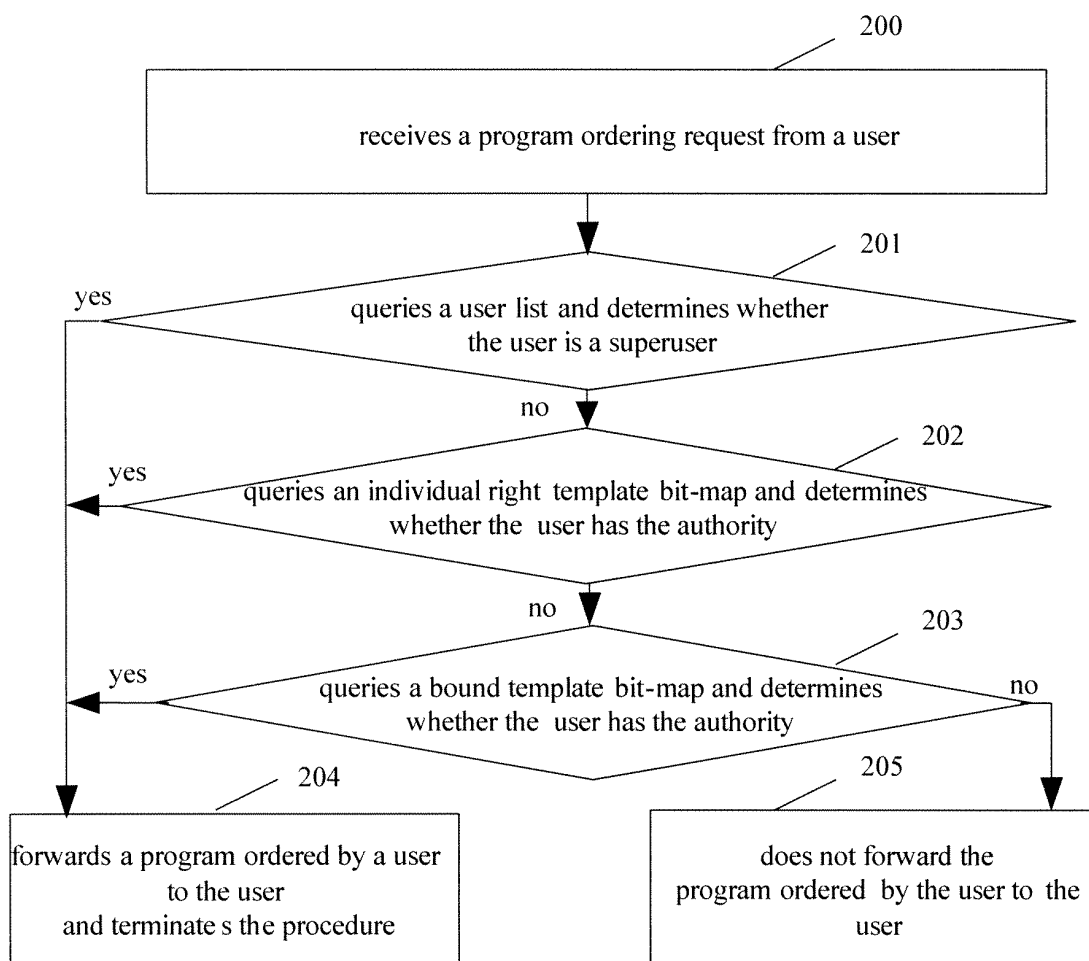 200
receives a program ordering request from a user
201
yes
queries a user list and determines whether
the user is a superuser
no
202
yes
queries an individual right template bit-map and determines
whether the user has the authority
no
203
yes
queries a bound template bit-map and determines
whether the user has the authority
no
204
205
forwards a program ordered by a user
to the user
and terminates the procedure
does not forward the
program ordered by the user to the
user